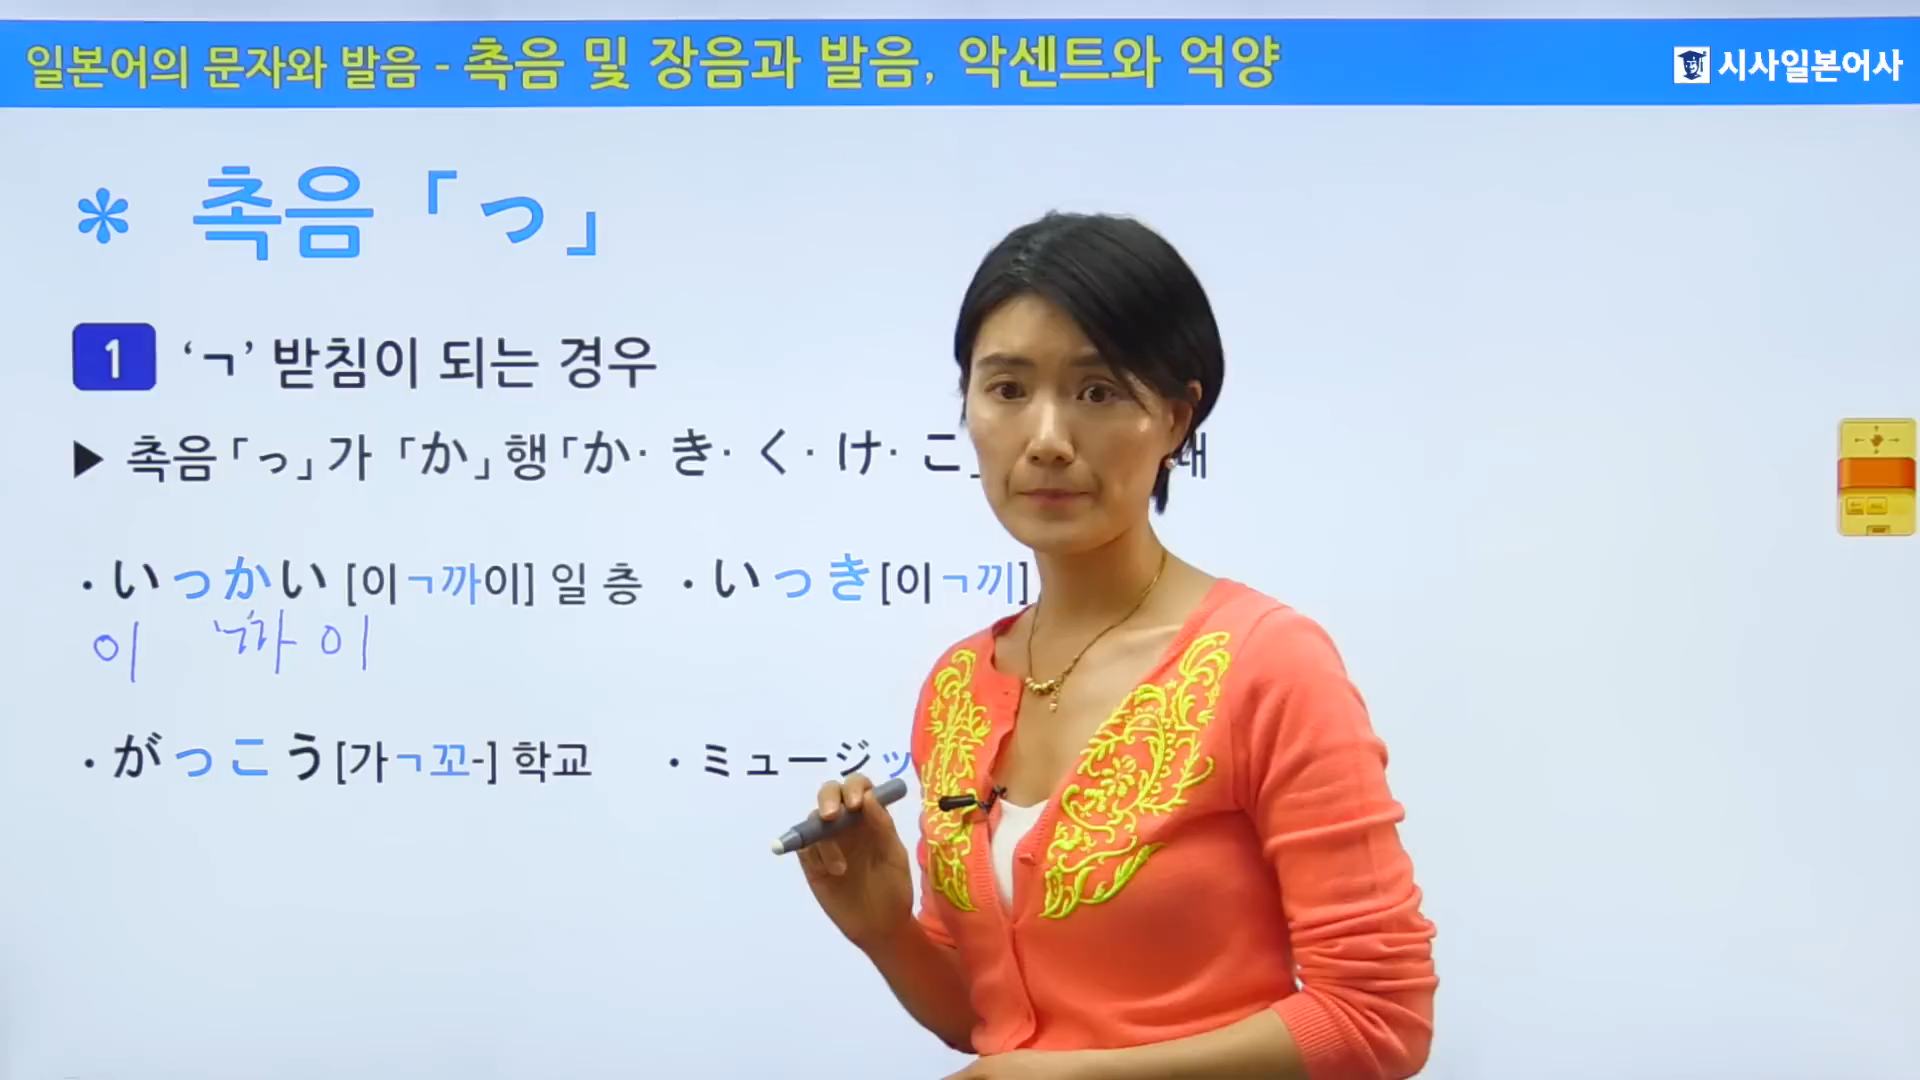 일본어의 문자와 발음 - 촉음 및 장음과 발음, 악센트와 억양
시사일본어사
* 촉음「っ」
1 ‘ㄱ’ 받침이 되는 경우
▶ 촉음「っ」가 「か」행「か· き· く· け· こ」
· いっかい [이ㄱ까이] 일 층 · いっき[이ㄱ끼]
이 ㄱ까 이
· がっこう[가ㄱ꼬-] 학교 · ミュージッ